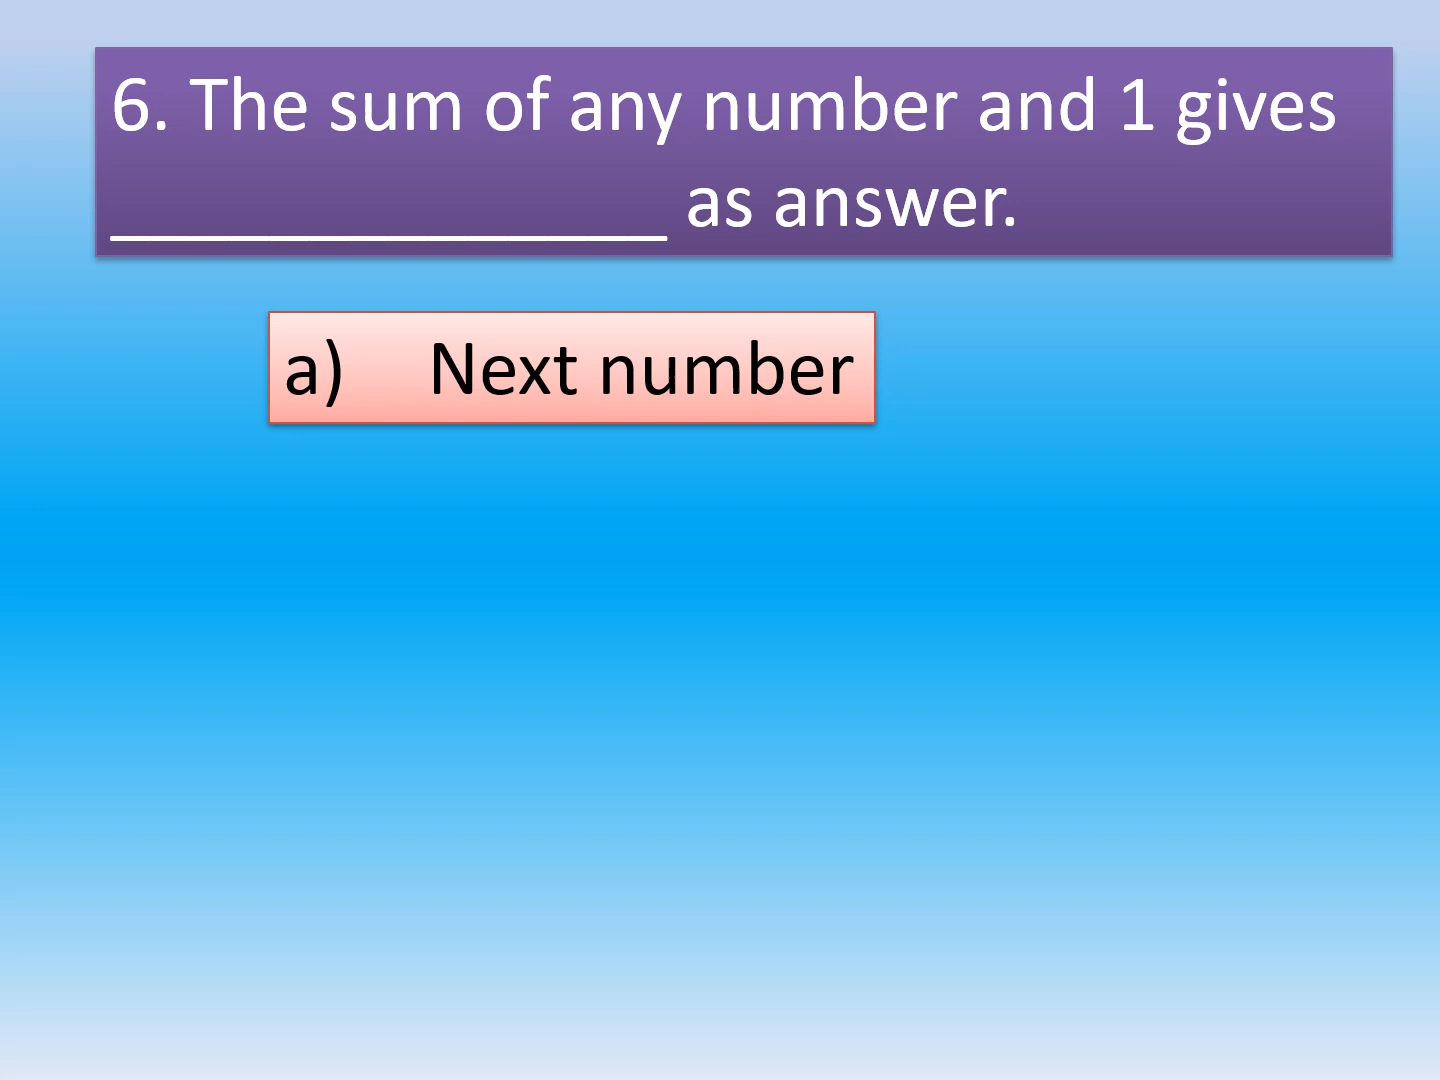 6. The sum of any number and 1 gives
________________ as answer.
a) Next number